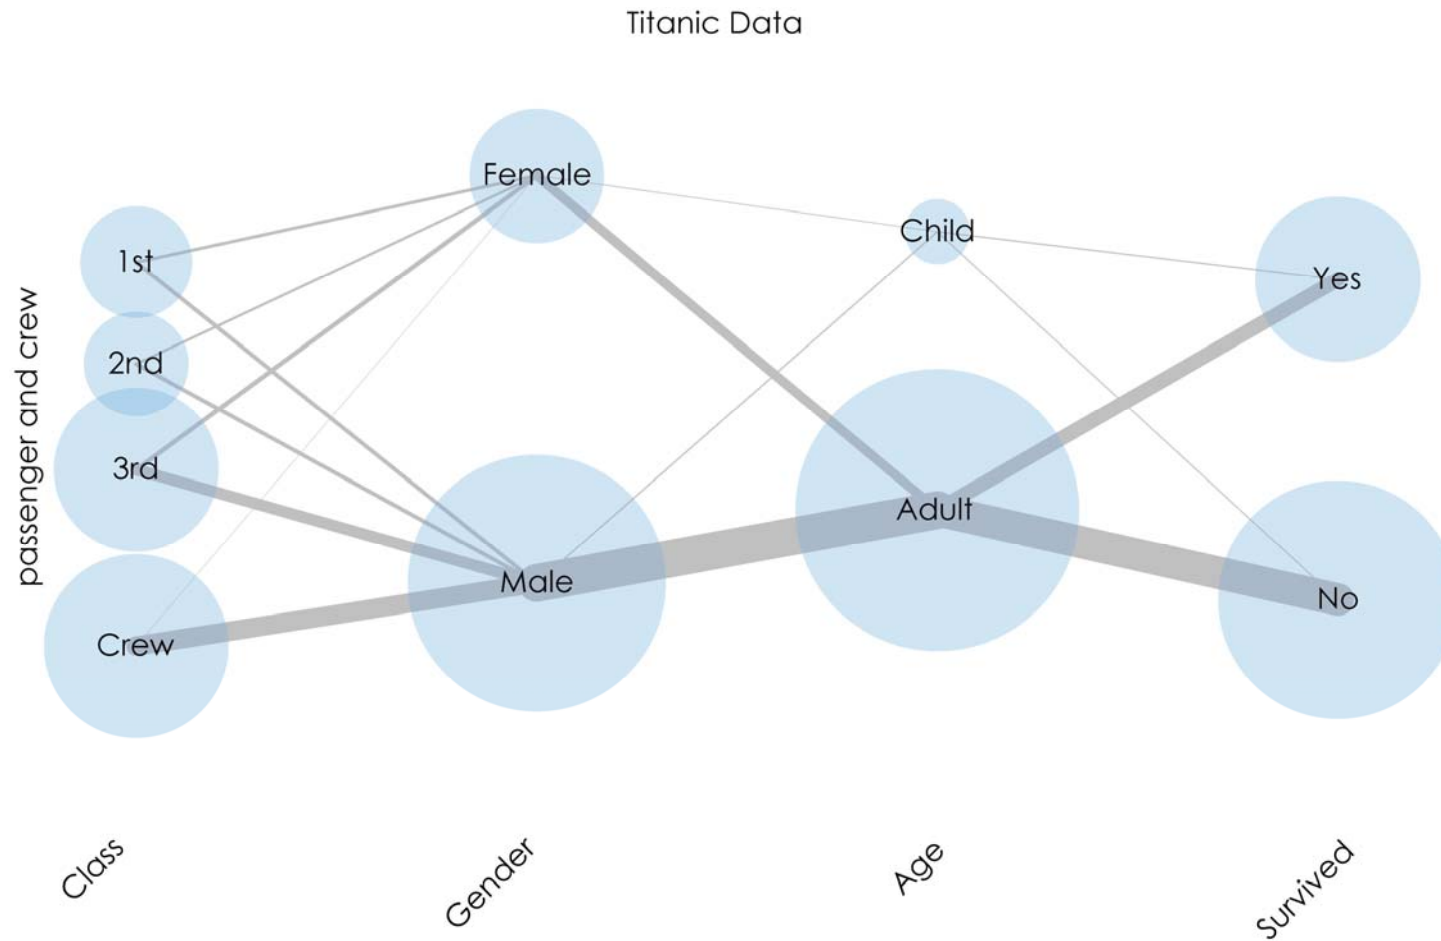 Titanic Data
passenger and crew
1st
2nd
3rd
Crew
Female
Male
Child
Adult
Yes
No
Class
Gender
Age
Survived